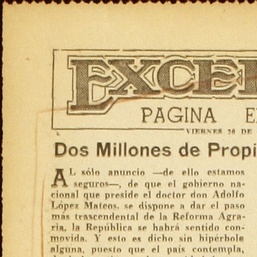 EXCEL
PAGINA E
VIERNES 26 DE
Dos Millones de Propi
AL sólo anuncio —de ello estamos
seguros—, de que el gobierno na-
cional que preside el doctor don Adolfo
López Mateos, se dispone a dar el paso
más trascendental de la Reforma Agra-
ria, la República se habrá sentido con-
movida. Y esto es dicho sin hipérbole
alguna, puesto que el país contempla,